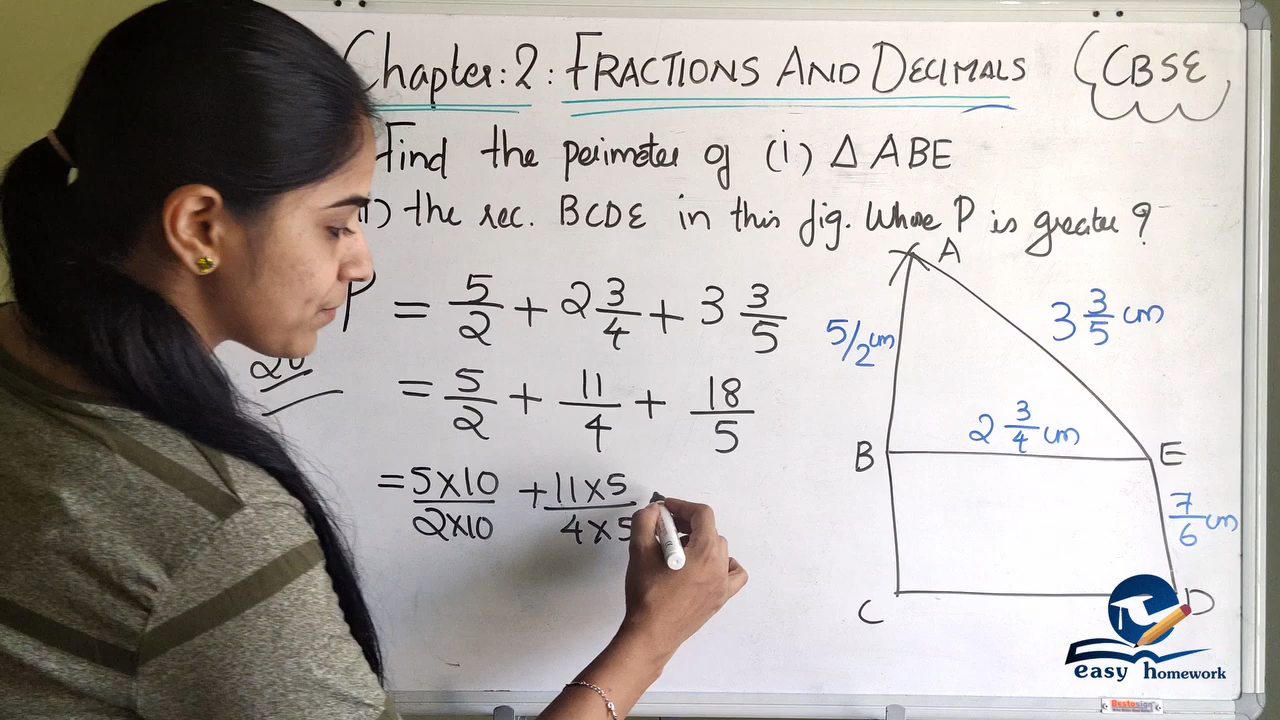 Chapter: 2: FRACTIONS AND DECIMALS (CBSE
Find the perimeter of (i) Δ ABE
) the rec. BCDE in this fig. Whose P is greater ?
A
P = 5/2 + 2 3/4 + 3 3/5
5/2 cm
3 3/5 cm
20
= 5/2 + 11/4 + 18/5
2 3/4 cm
B
E
= 5×10/2×10 + 11×5/4×5
7/6 cm
C
D
easy homework